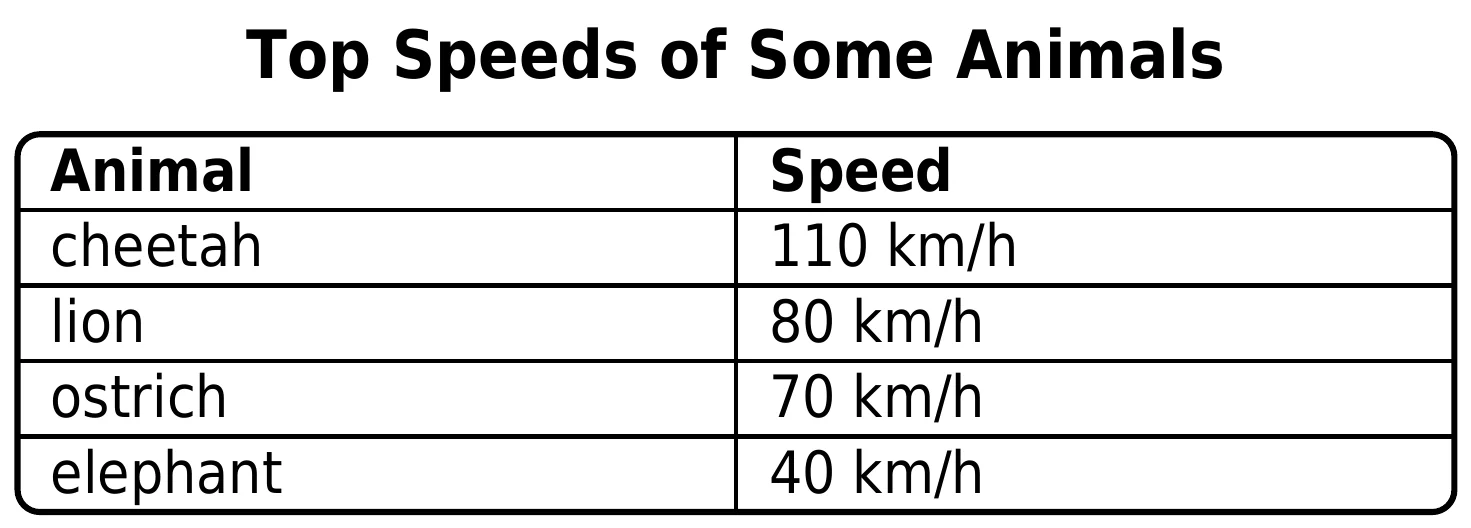 Top Speeds of Some Animals
Animal Speed
cheetah 110 km/h
lion 80 km/h
ostrich 70 km/h
elephant 40 km/h